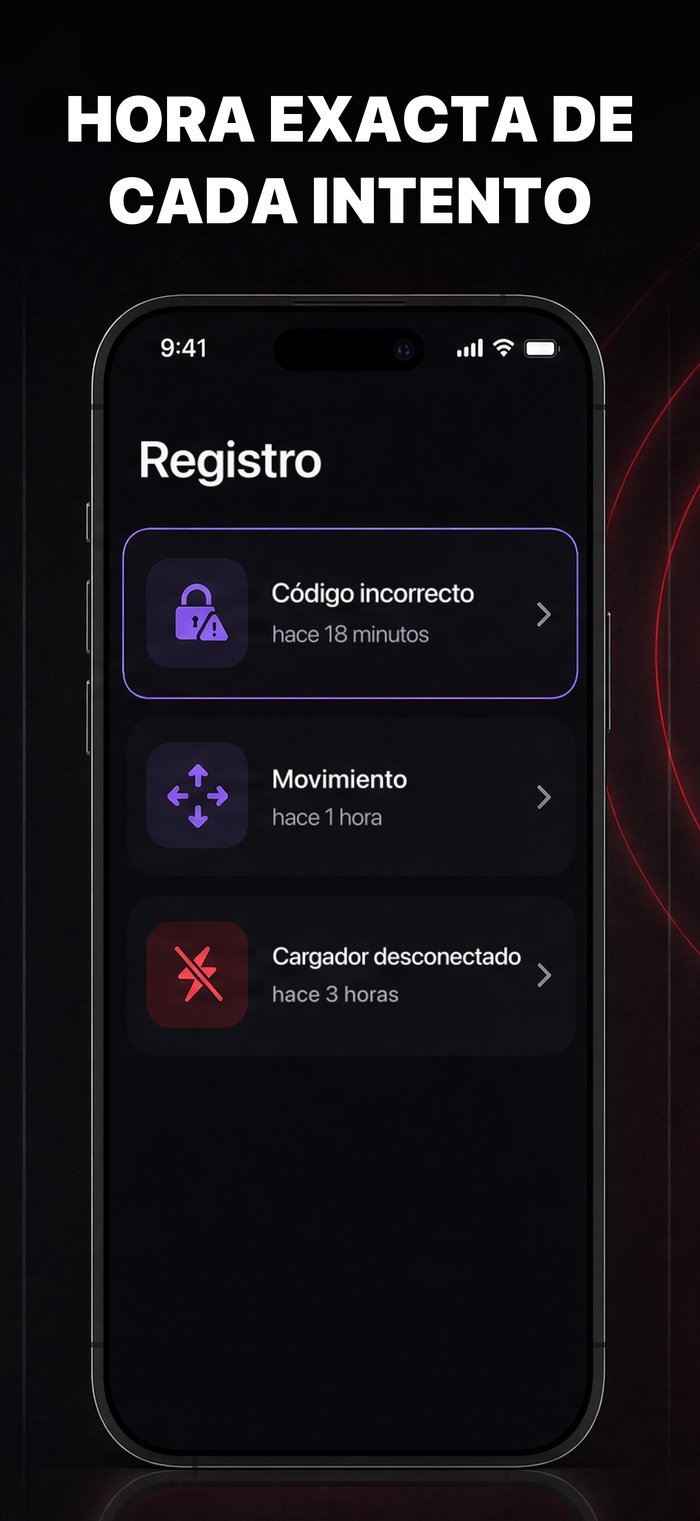 HORA EXACTA DE
CADA INTENTO
9:41
Registro
Código incorrecto
hace 18 minutos
Movimiento
hace 1 hora
Cargador desconectado
hace 3 horas